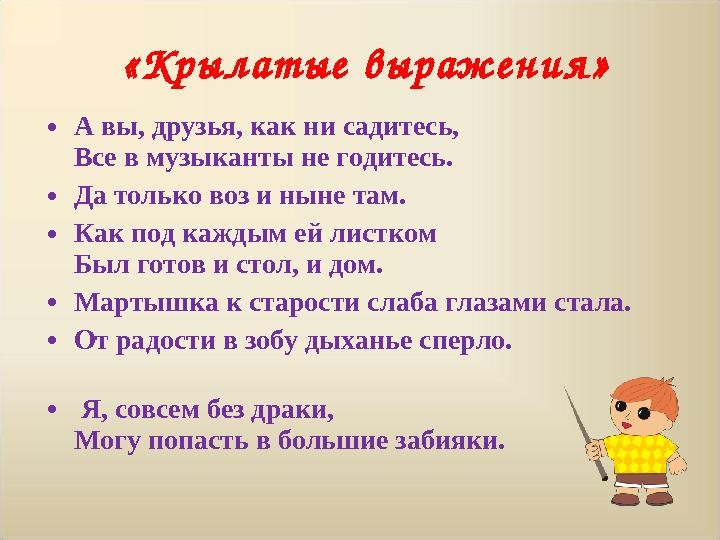 «Крылатые выражения»
• А вы, друзья, как ни садитесь,
Все в музыканты не годитесь.
• Да только воз и ныне там.
• Как под каждым ей листком
Был готов и стол, и дом.
• Мартышка к старости слаба глазами стала.
• От радости в зобу дыханье сперло.
• Я, совсем без драки,
Могу попасть в большие забияки.